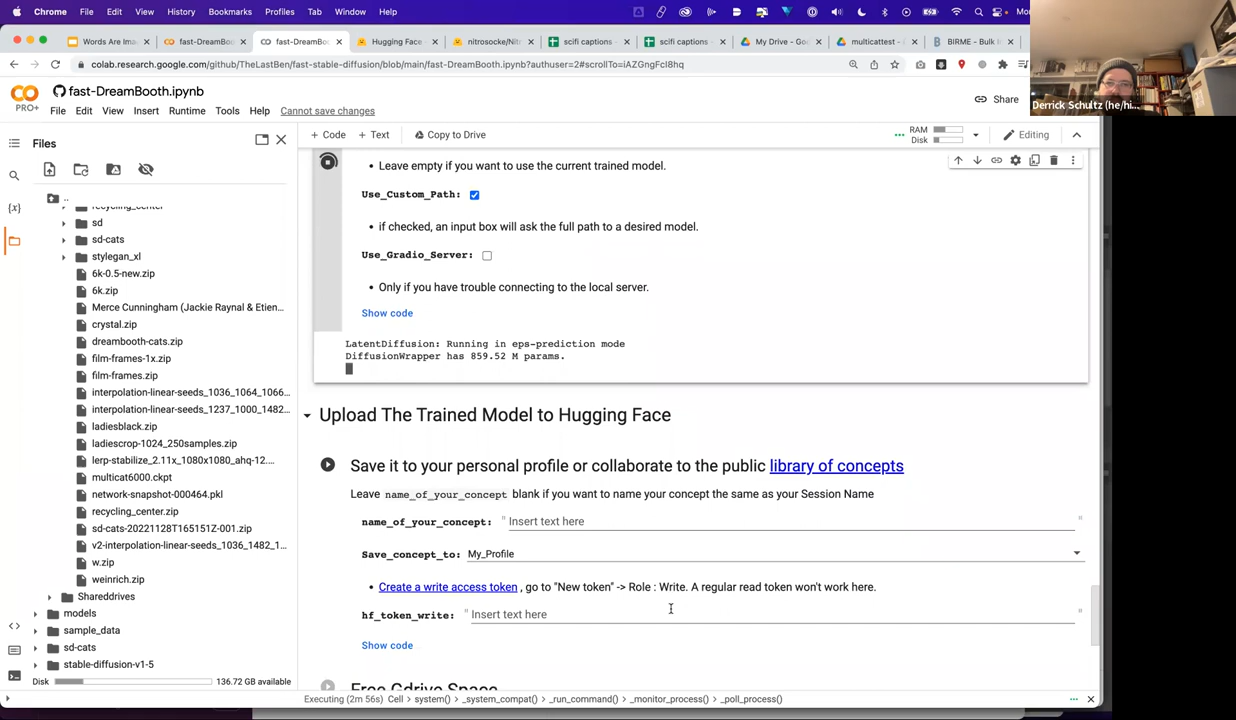 Chrome File Edit View History Bookmarks Profiles Tab Window Help
Words Are Ima
fast-DreamBoo
fast-DreamBoo
Hugging Face
nitrosocke/Nit
scifi captions -
scifi captions -
My Drive - Goo
multicattest - /
BIRME - Bulk I
colab.research.google.com/github/TheLastBen/fast-stable-diffusion/blob/main/fast-DreamBooth.ipynb?authuser=2#scrollTo=iAZGngFcI8hq
Derrick Schultz (he/hi...
PRO+
fast-DreamBooth.ipynb
File Edit View Insert Runtime Tools Help Cannot save changes
Share
Files
+ Code + Text Copy to Drive
RAM
Disk
Editing
..
recycling_center
sd
sd-cats
stylegan_xl
6k-0.5-new.zip
6k.zip
Merce Cunningham (Jackie Raynal & Etien...
crystal.zip
dreambooth-cats.zip
film-frames-1x.zip
film-frames.zip
interpolation-linear-seeds_1036_1064_1066...
interpolation-linear-seeds_1237_1000_1482...
ladiesblack.zip
ladiescrop-1024_250samples.zip
lerp-stabilize_2.11x_1080x1080_ahq-12....
multicat6000.ckpt
network-snapshot-000464.pkl
recycling_center.zip
sd-cats-20221128T165151Z-001.zip
v2-interpolation-linear-seeds_1036_1482_1...
w.zip
weinrich.zip
Shareddrives
models
sample_data
sd-cats
stable-diffusion-v1-5
Disk 136.72 GB available
• Leave empty if you want to use the current trained model.
Use_Custom_Path:
• if checked, an input box will ask the full path to a desired model.
Use_Gradio_Server:
• Only if you have trouble connecting to the local server.
Show code
LatentDiffusion: Running in eps-prediction mode
DiffusionWrapper has 859.52 M params.
Upload The Trained Model to Hugging Face
Save it to your personal profile or collaborate to the public library of concepts
Leave name_of_your_concept blank if you want to name your concept the same as your Session Name
name_of_your_concept: " Insert text here "
Save_concept_to: My_Profile
• Create a write access token , go to "New token" -> Role : Write. A regular read token won't work here.
hf_token_write: " Insert text here "
Show code
Free Gdrive Space
Executing (2m 56s) Cell > system() > _system_compat() > _run_command() > _monitor_process() > _poll_process()